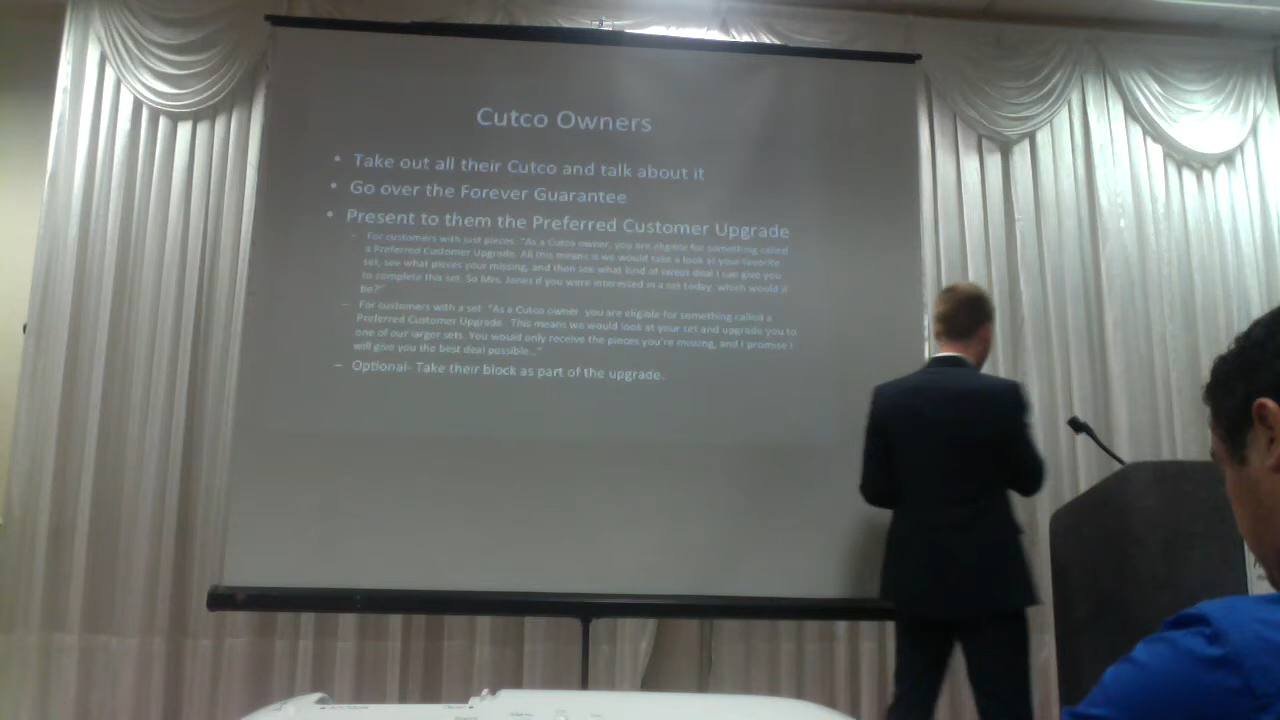 Cutco Owners
• Take out all their Cutco and talk about it
• Go over the Forever Guarantee
• Present to them the Preferred Customer Upgrade
– For customers with just pieces: "As a Cutco owner, you are eligible for something called
a Preferred Customer Upgrade. All this means is we would take a look at your favorite
set, see what pieces your missing, and then see what kind of sweet deal I can give you
to complete this set. So Mrs. Jones if you were interested in a set today, which would it
be?"
– For customers with a set: "As a Cutco owner you are eligible for something called a
Preferred Customer Upgrade. This means we would look at your set and upgrade you to
one of our larger sets. You would only receive the pieces you're missing, and I promise I
will give you the best deal possible..."
– Optional- Take their block as part of the upgrade.